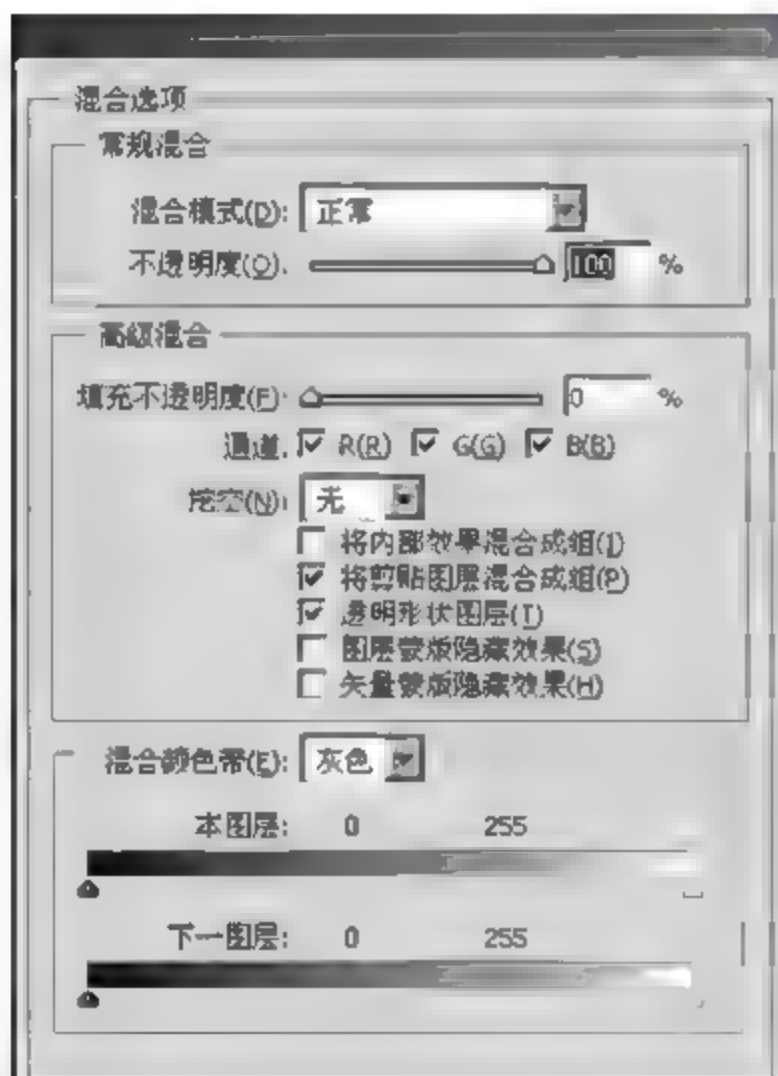 混合选项
常规混合
混合模式(D): 正常
不透明度(O). 100 %
高级混合
填充不透明度(F): 0 %
通道. R(R) G(G) B(B)
挖空(N): 无
将内部效果混合成组(I)
将剪贴图层混合成组(P)
透明形状图层(T)
图层蒙版隐藏效果(S)
矢量蒙版隐藏效果(H)
混合颜色带(E): 灰色
本图层: 0 255
下一图层: 0 255